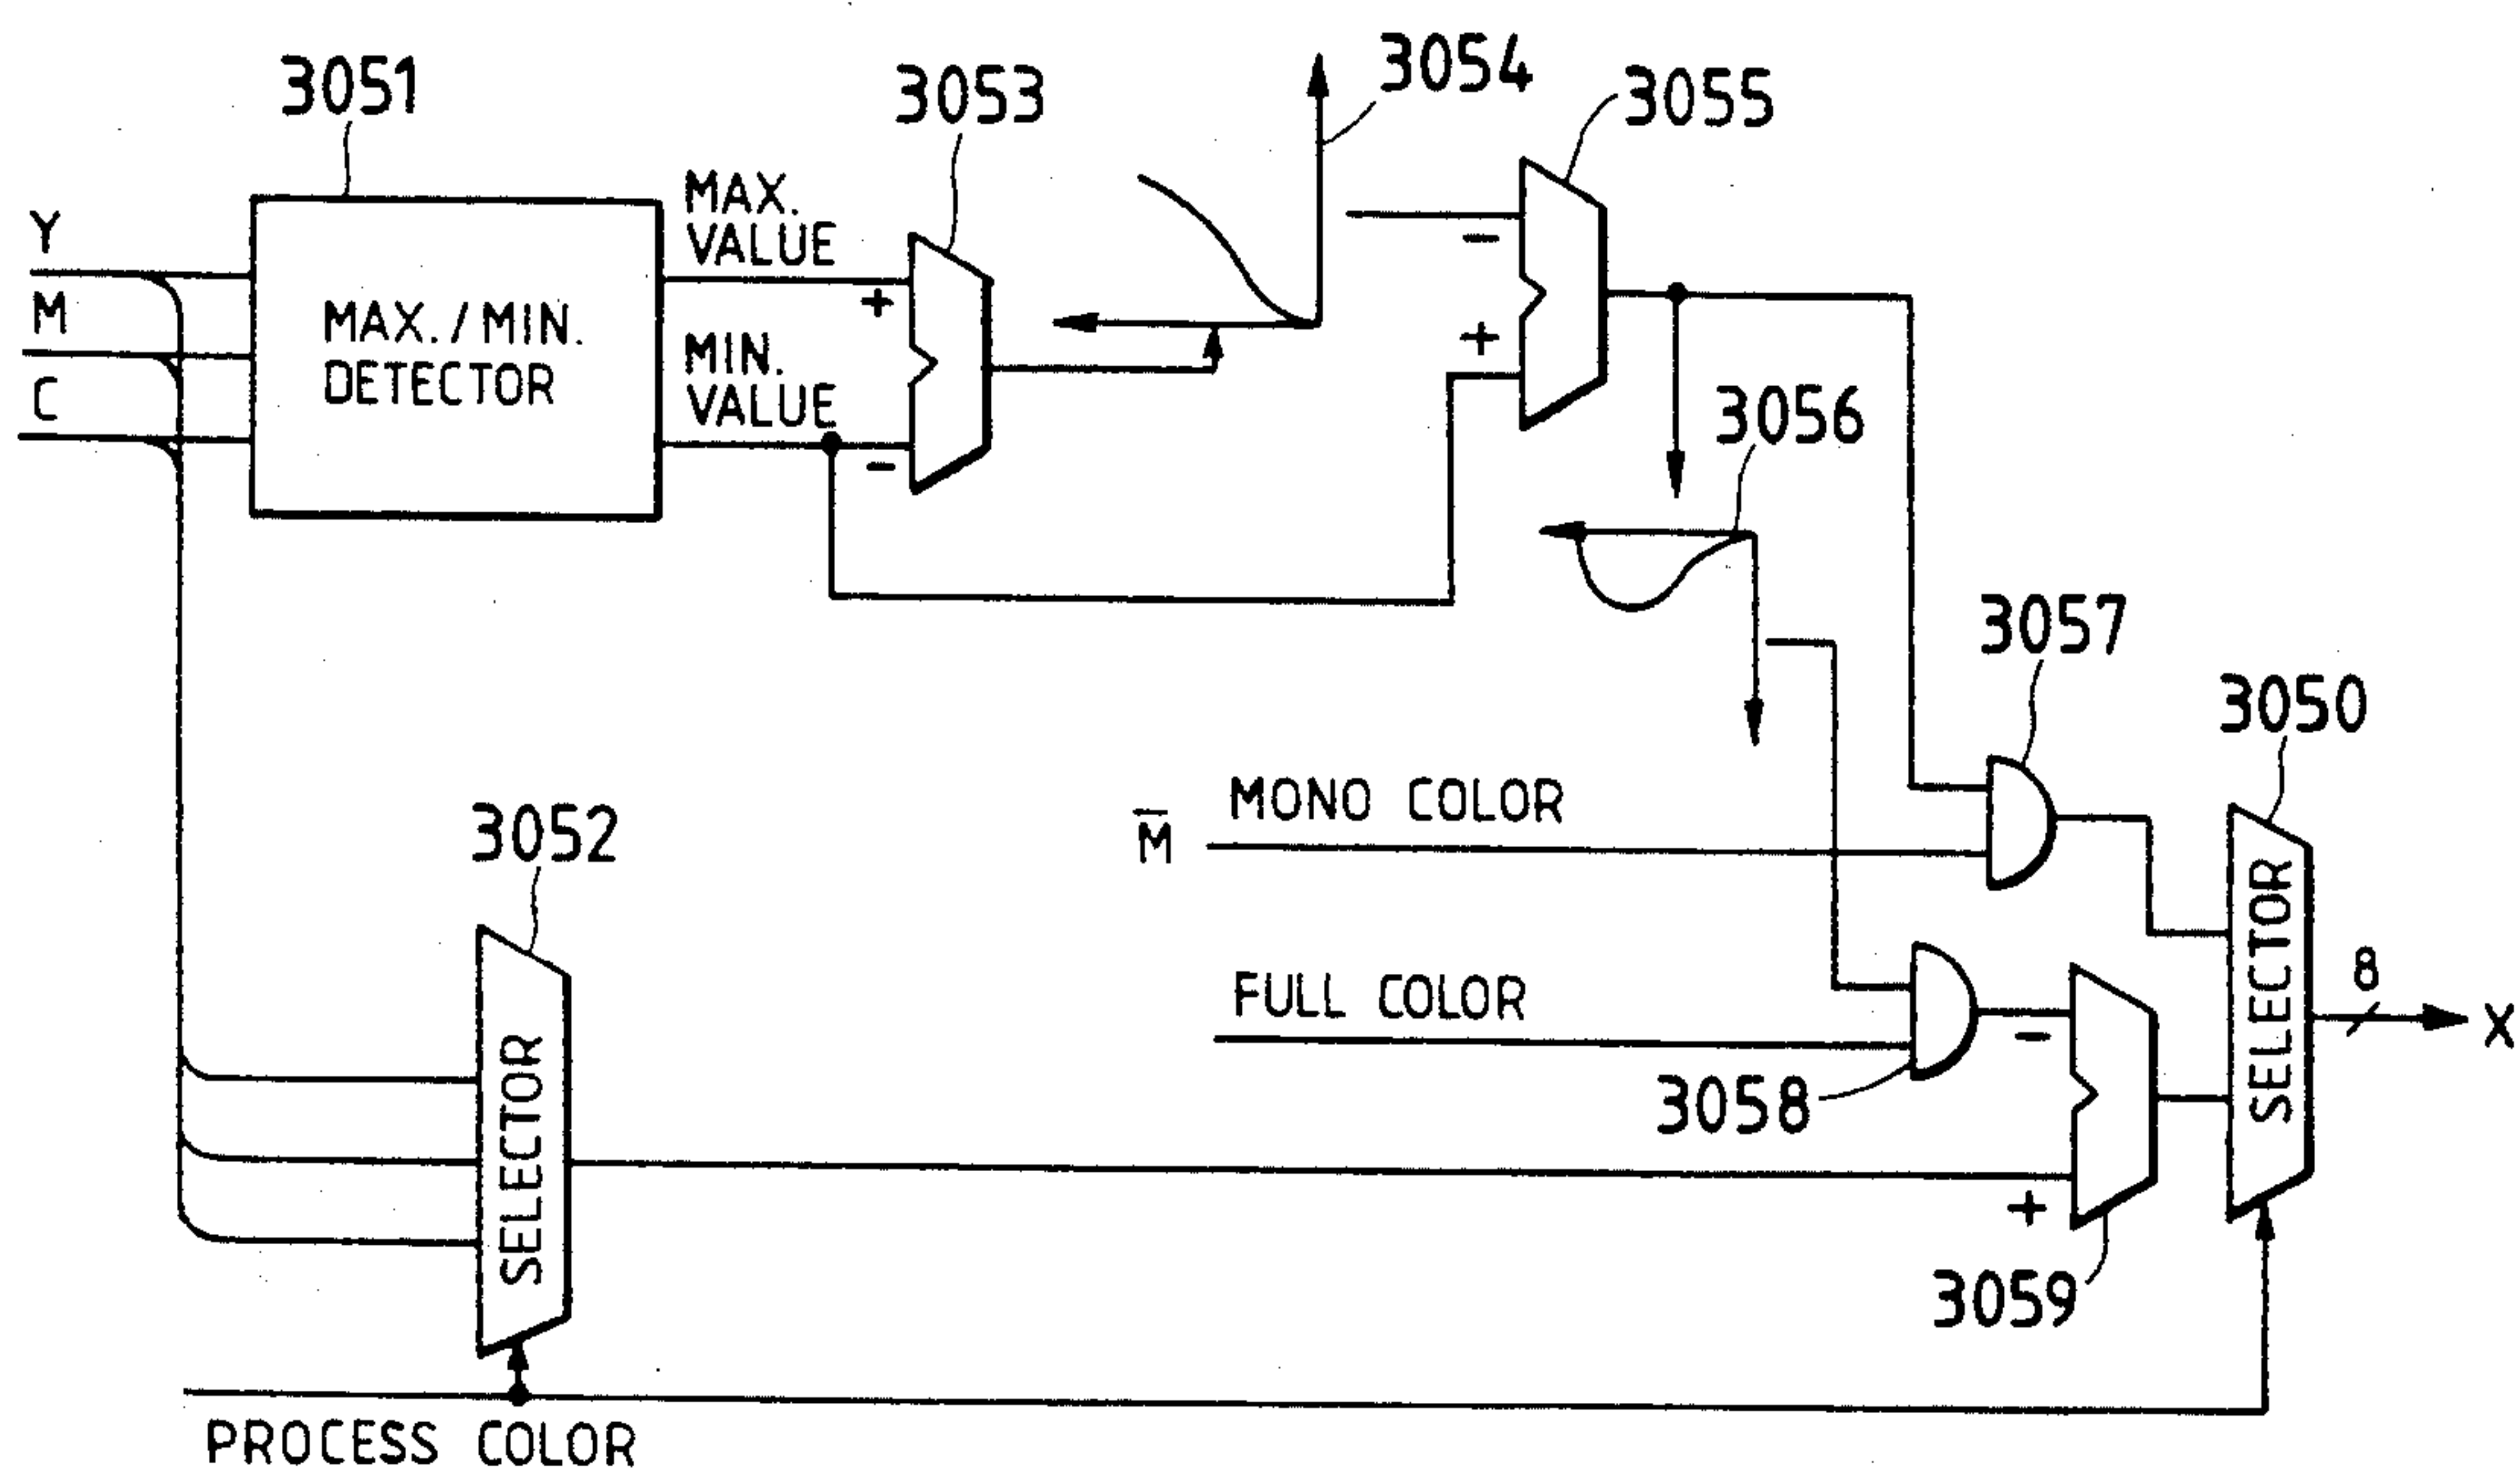 3051
3053
3054
3055
Y
M
C
MAX./MIN.
DETECTOR
MAX.
VALUE
+
MIN.
VALUE
−
−
+
3056
3057
3050
3052
M̅
MONO COLOR
FULL COLOR
3058
−
+
3059
SELECTOR
SELECTOR
8
X
PROCESS COLOR